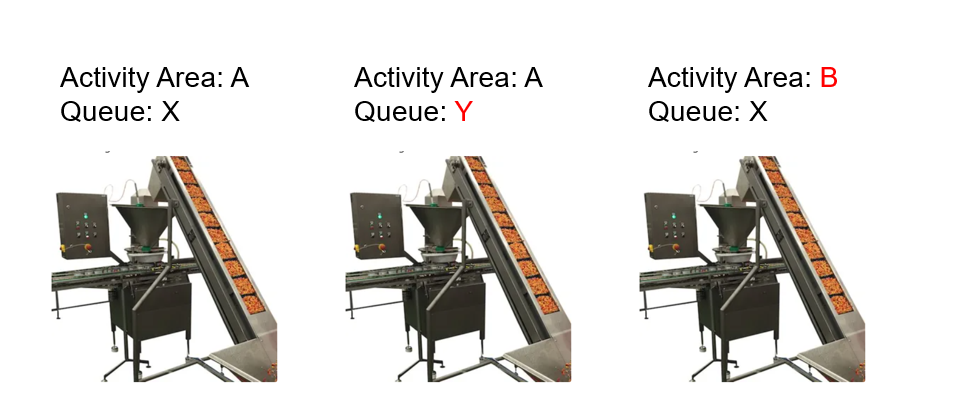 Activity Area: A
Queue: X
Activity Area: A
Queue: Y
Activity Area: B
Queue: X